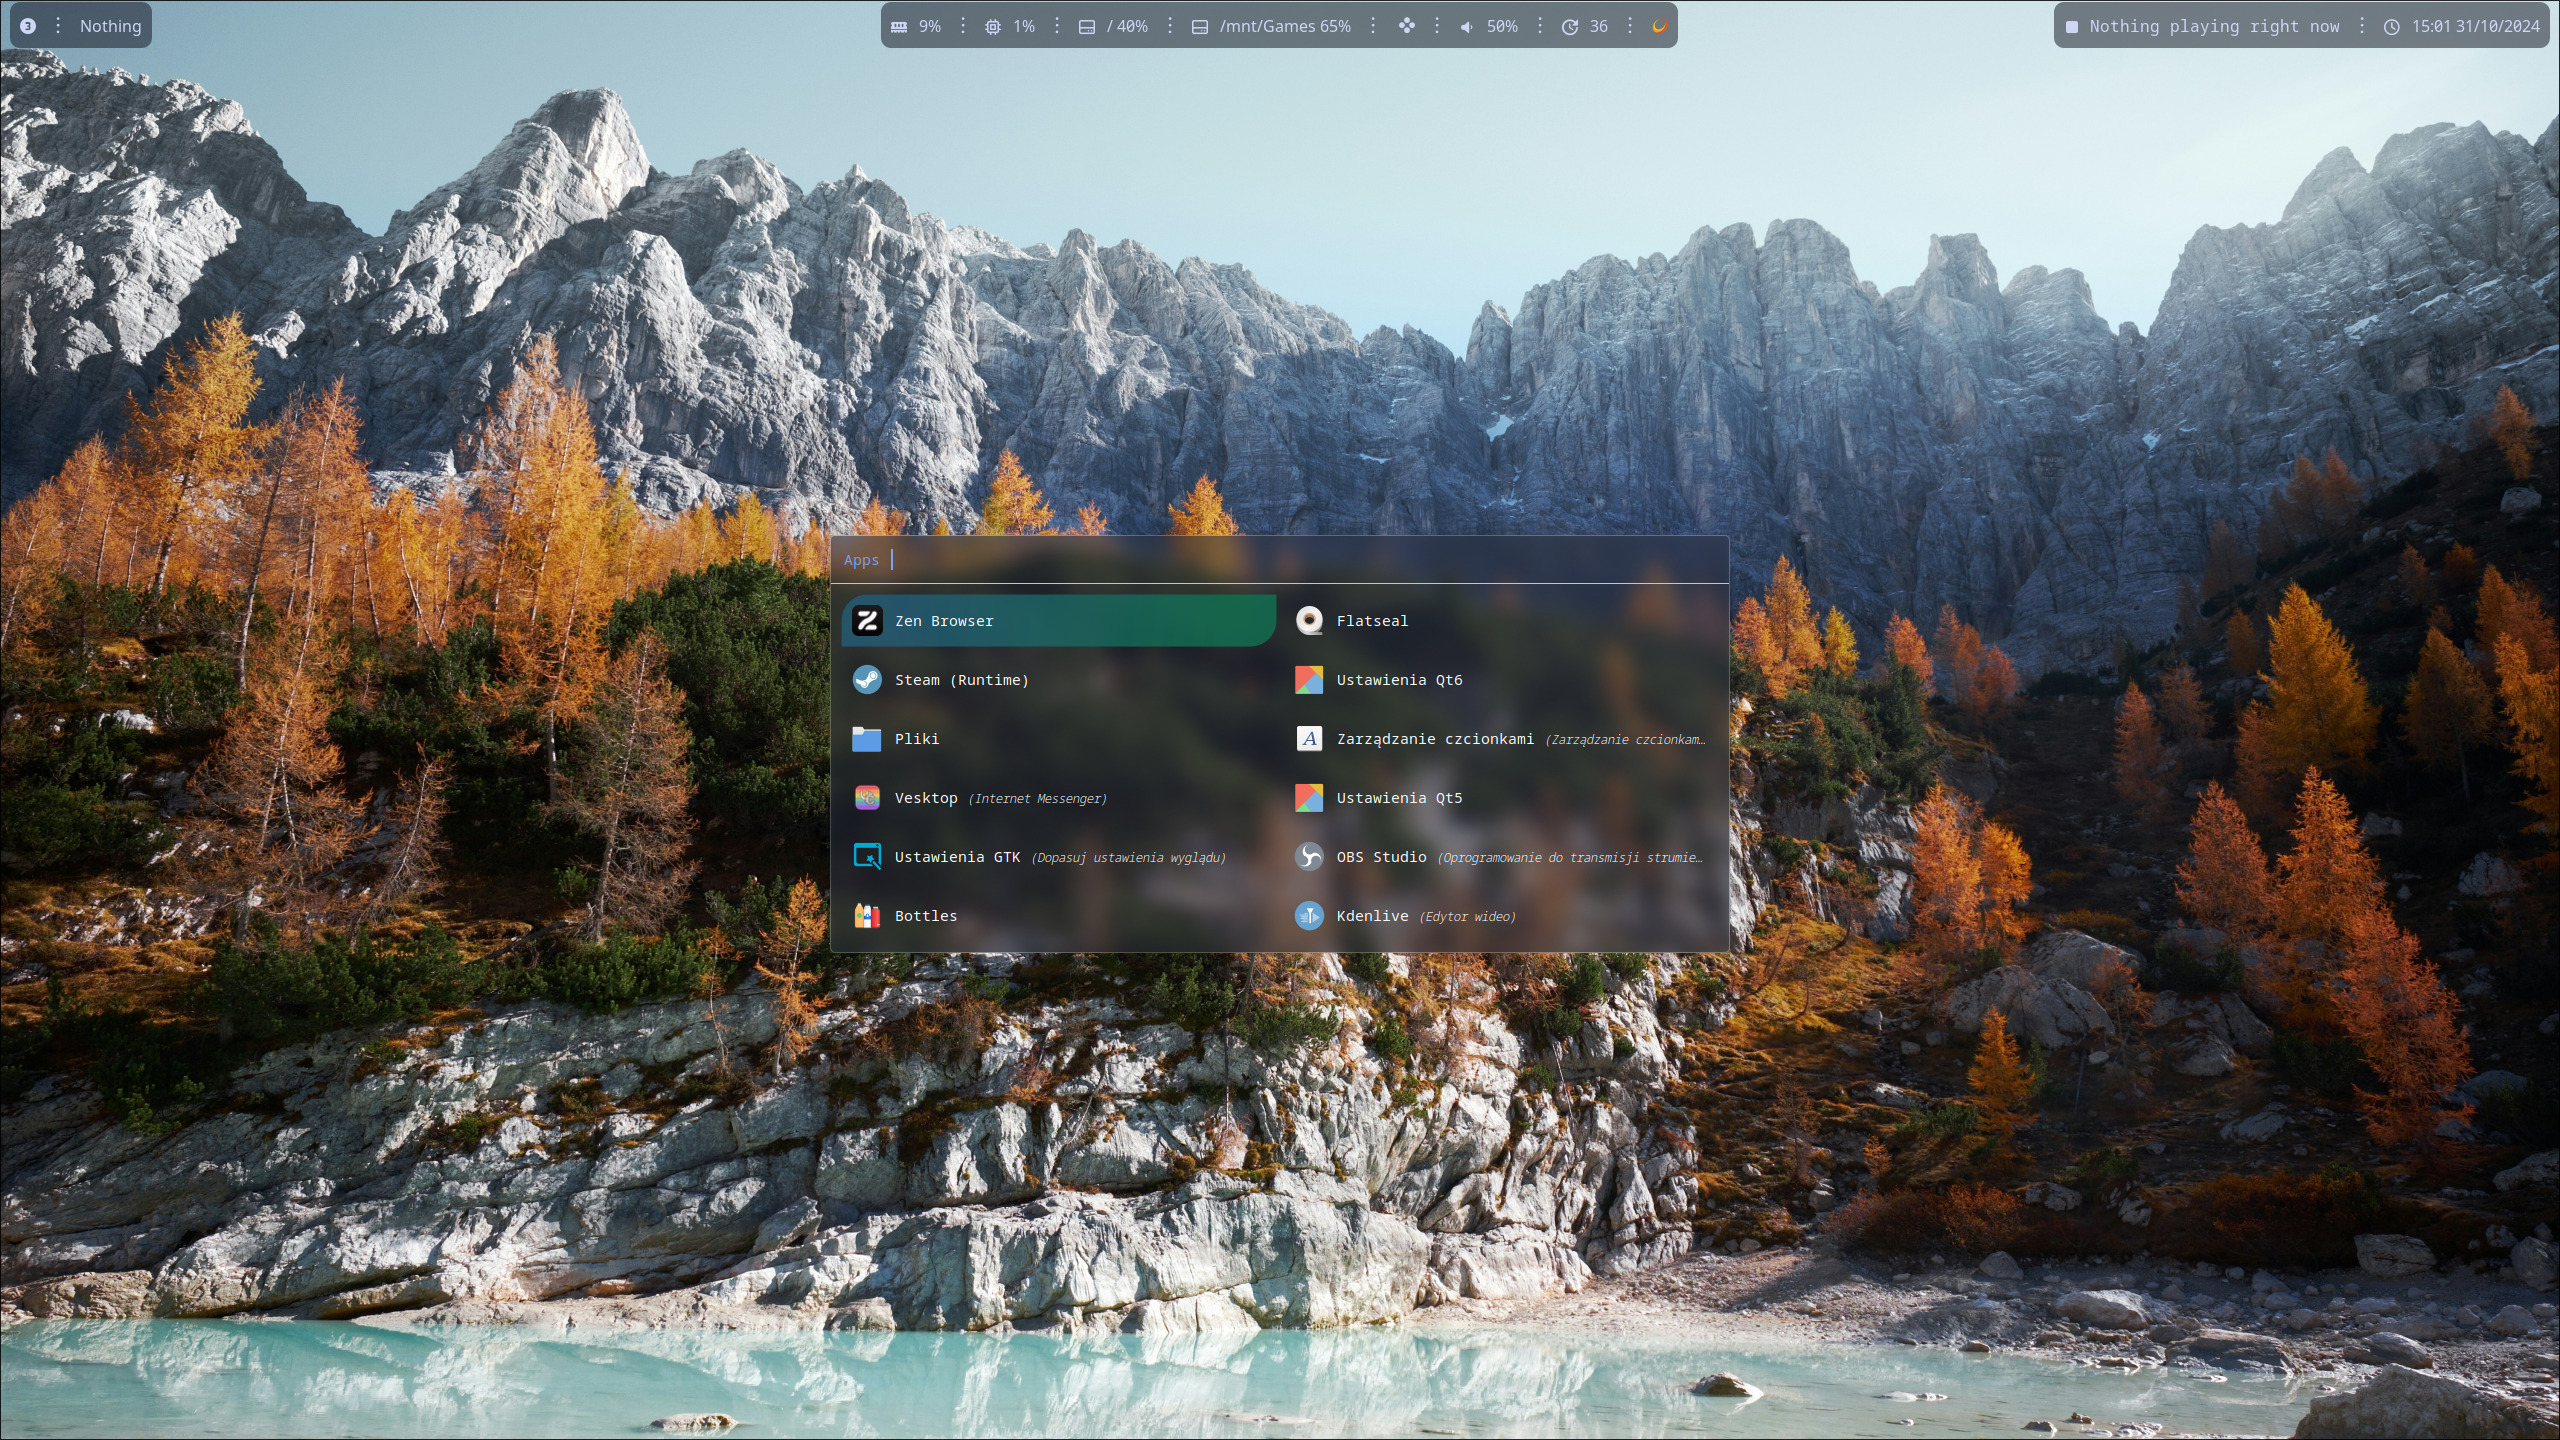 3 Nothing
9% 1% / 40% /mnt/Games 65% 50% 36
Nothing playing right now 15:01 31/10/2024
Apps
Zen Browser
Steam (Runtime)
Pliki
Vesktop (Internet Messenger)
Ustawienia GTK (Dopasuj ustawienia wyglądu)
Bottles
Flatseal
Ustawienia Qt6
Zarządzanie czcionkami (Zarządzanie czcionkam…
Ustawienia Qt5
OBS Studio (Oprogramowanie do transmisji strumie…
Kdenlive (Edytor wideo)